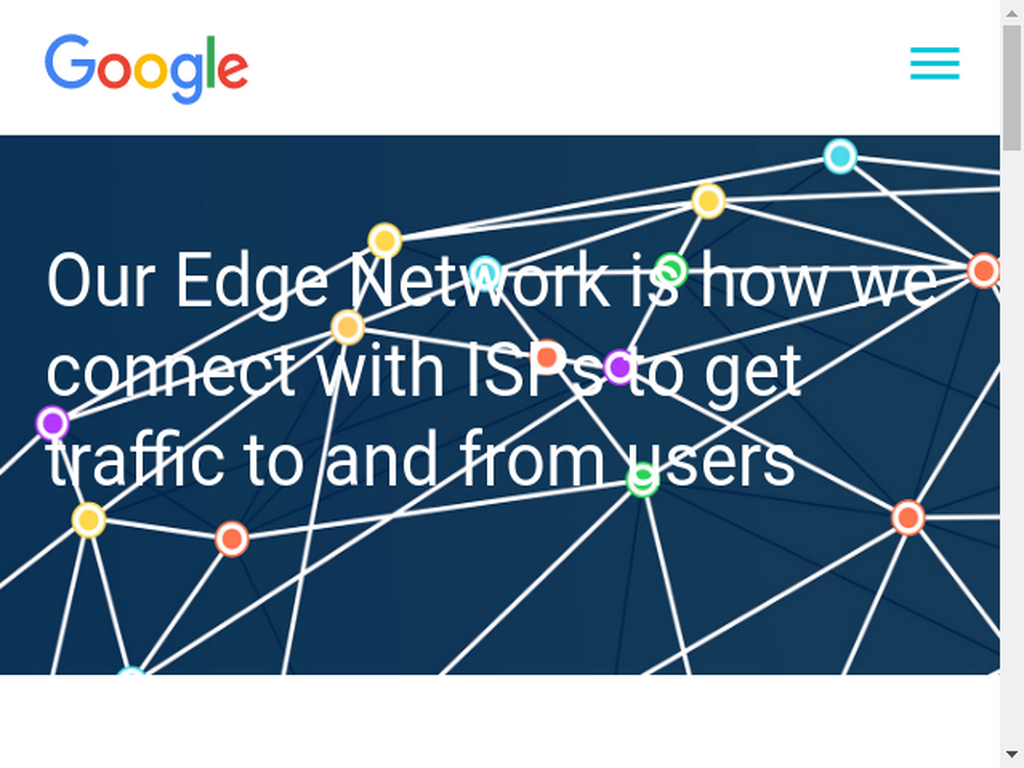 Google
Our Edge Network is how we
connect with ISPs to get
traffic to and from users